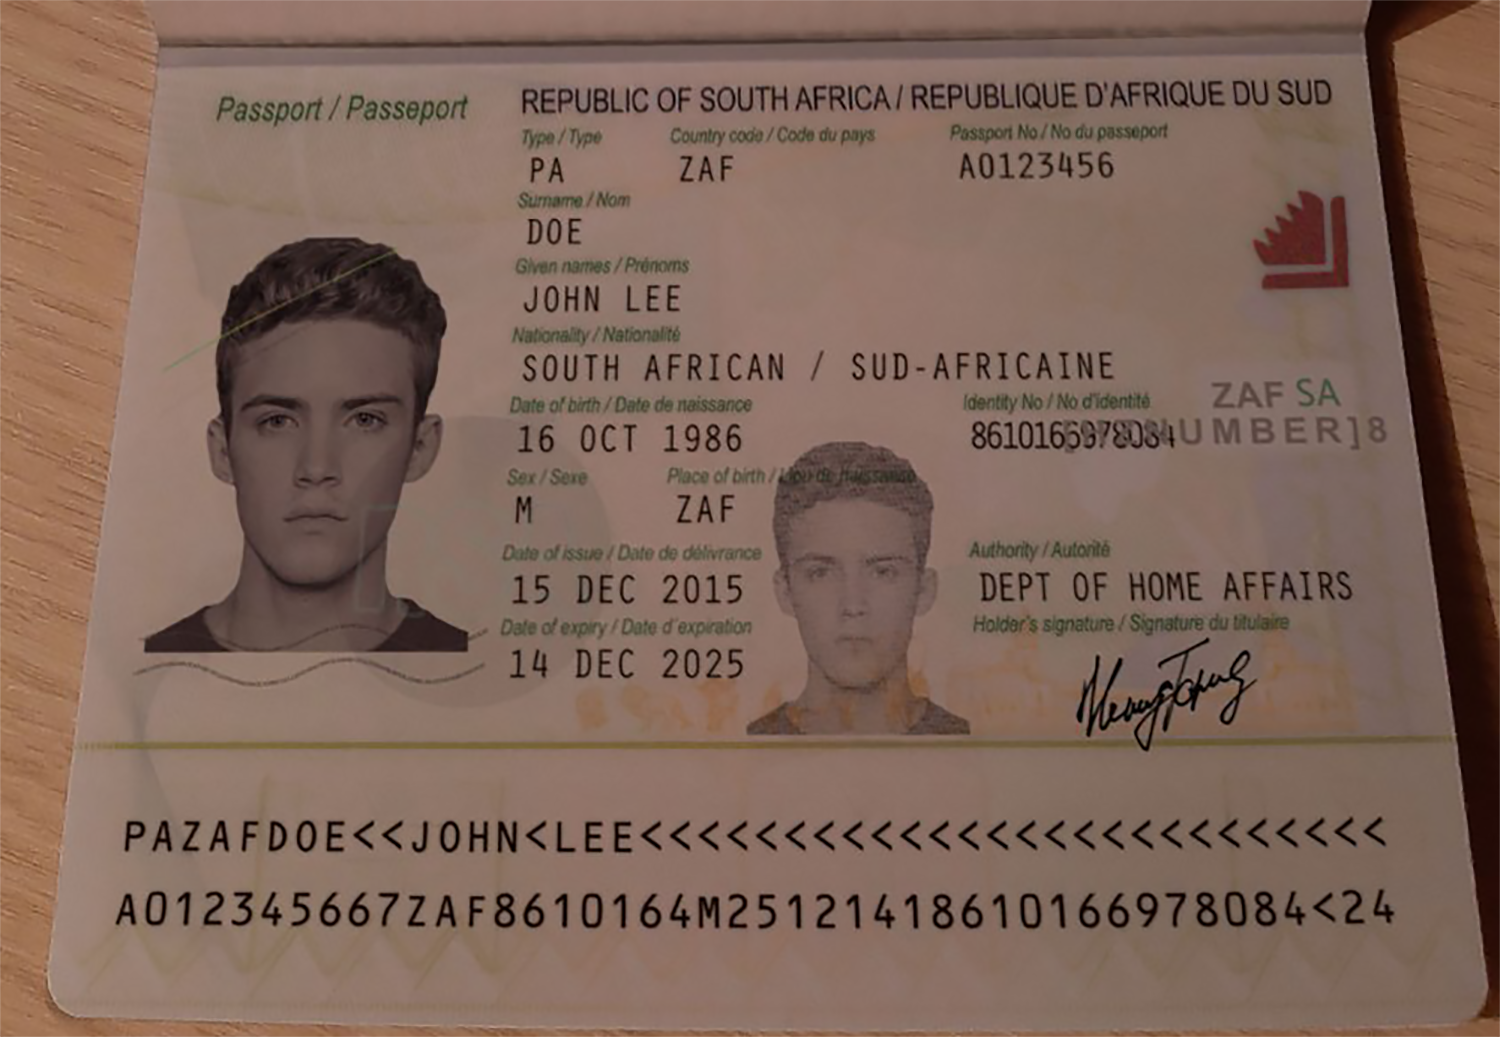 Passport / Passeport
REPUBLIC OF SOUTH AFRICA / REPUBLIQUE D'AFRIQUE DU SUD
Type / Type Country code / Code du pays Passport No / No du passeport
PA ZAF A0123456
Surname / Nom
DOE
Given names / Prénoms
JOHN LEE
Nationality / Nationalité
SOUTH AFRICAN / SUD-AFRICAINE
Date of birth / Date de naissance Identity No / No d'identité ZAF SA
16 OCT 1986 UMBER]8
Sex / Sexe Place of birth / Lieu de naissance
M ZAF
Date of issue / Date de délivrance Authority / Autorité
15 DEC 2015 DEPT OF HOME AFFAIRS
Date of expiry / Date d'expiration Holder's signature / Signature du titulaire
14 DEC 2025
PAZAFDOE<<JOHN<LEE<<<<<<<<<<<<<<<<<<<<<<<<<<
A012345667ZAF8610164M2512141861016​6978084<24